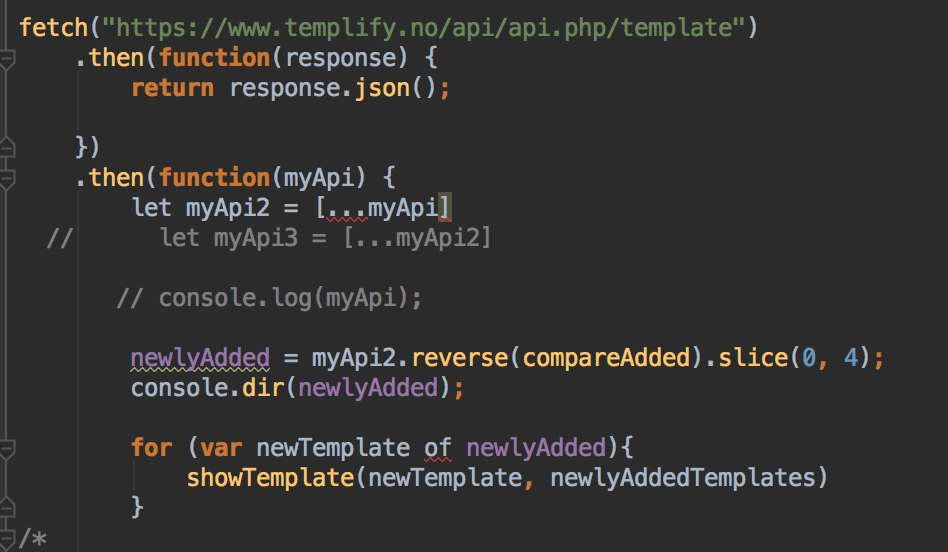 fetch("https://www.templify.no/api/api.php/template")
.then(function(response) {
return response.json();
})
.then(function(myApi) {
let myApi2 = [...myApi]
// let myApi3 = [...myApi2]
// console.log(myApi);
newlyAdded = myApi2.reverse(compareAdded).slice(0, 4);
console.dir(newlyAdded);
for (var newTemplate of newlyAdded){
showTemplate(newTemplate, newlyAddedTemplates)
}
/*